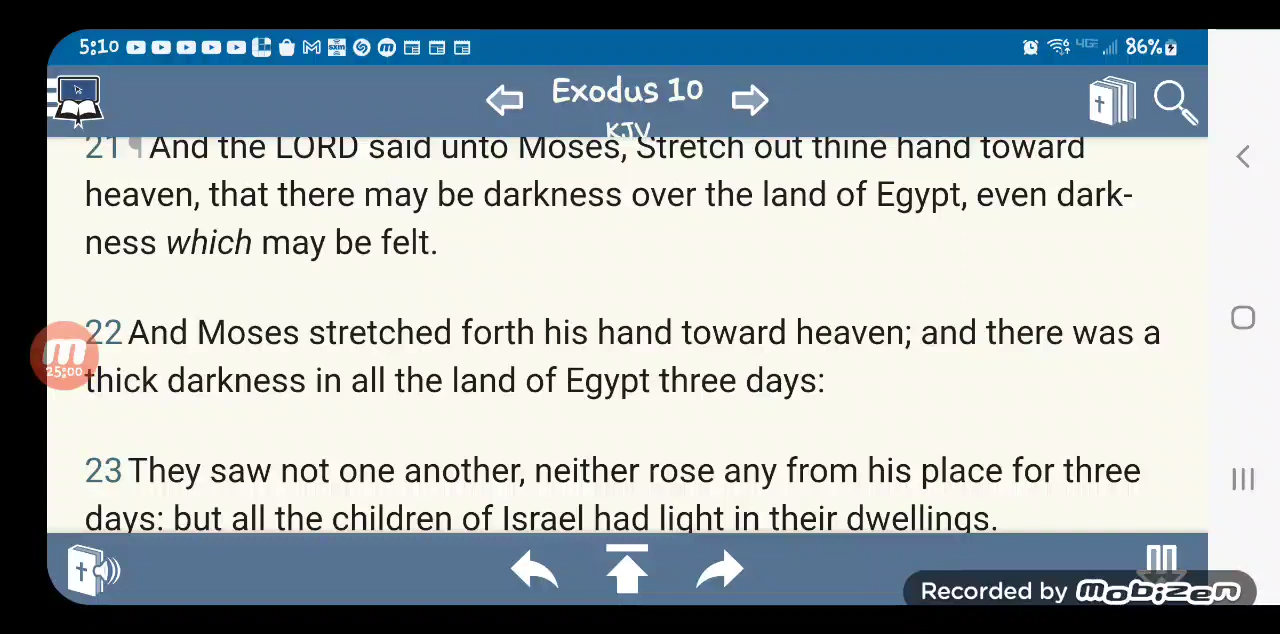 5:10 sxm 4GE 86%
Exodus 10
KJV
21 ¶ And the LORD said unto Moses, Stretch out thine hand toward
heaven, that there may be darkness over the land of Egypt, even dark-
ness which may be felt.
22 And Moses stretched forth his hand toward heaven; and there was a
25:00
thick darkness in all the land of Egypt three days:
23 They saw not one another, neither rose any from his place for three
days: but all the children of Israel had light in their dwellings.
Recorded by mobizen